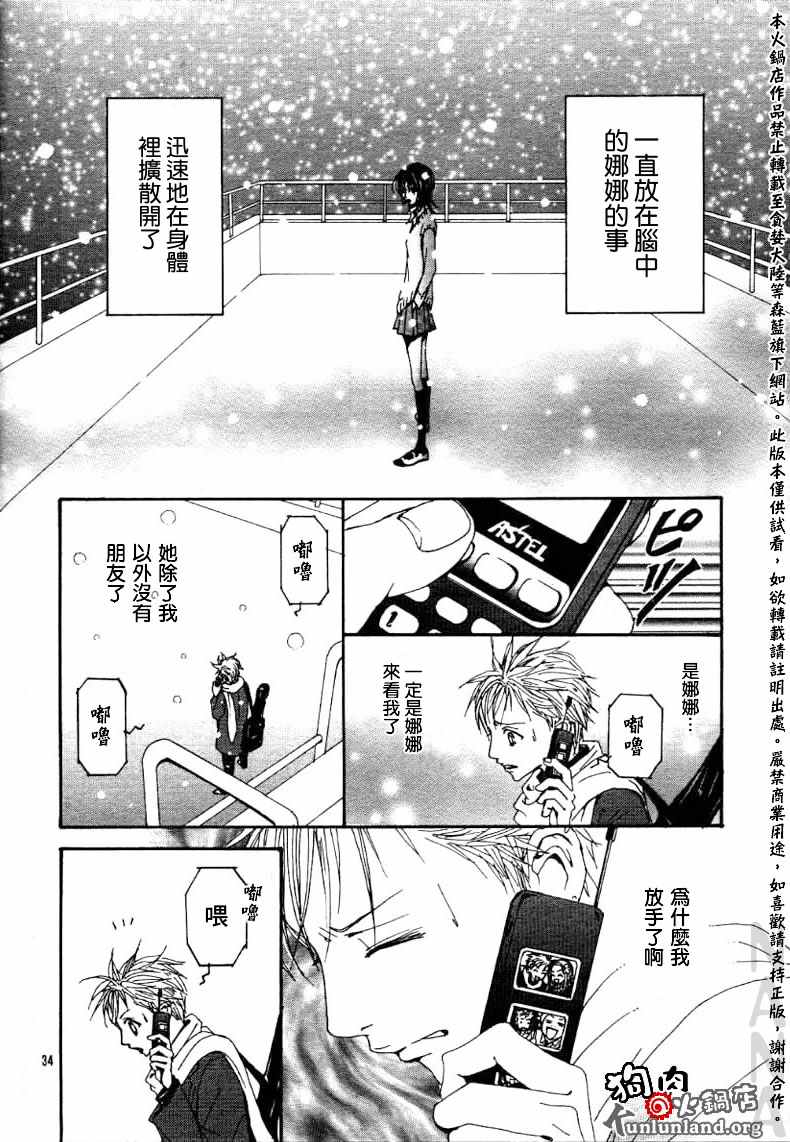 一直放在腦中
的娜娜的事
迅速地在身體
裡擴散開了
ASTEL
ピッ
嘟嚕
她除了我
以外沒有
朋友了
嘟嚕
是娜娜…
嘟嚕
一定是娜娜
來看我了
為什麼我
放手了啊
嘟嚕
喂
34
本火鍋店作品禁止轉載至貪婪大陸等森藍旗下網站。此版本僅供試看，如欲轉載請註明出處。嚴禁商業用途，如喜歡請支持正版，謝謝合作。
NANA
狗肉
火鍋店
Kunlunland.org